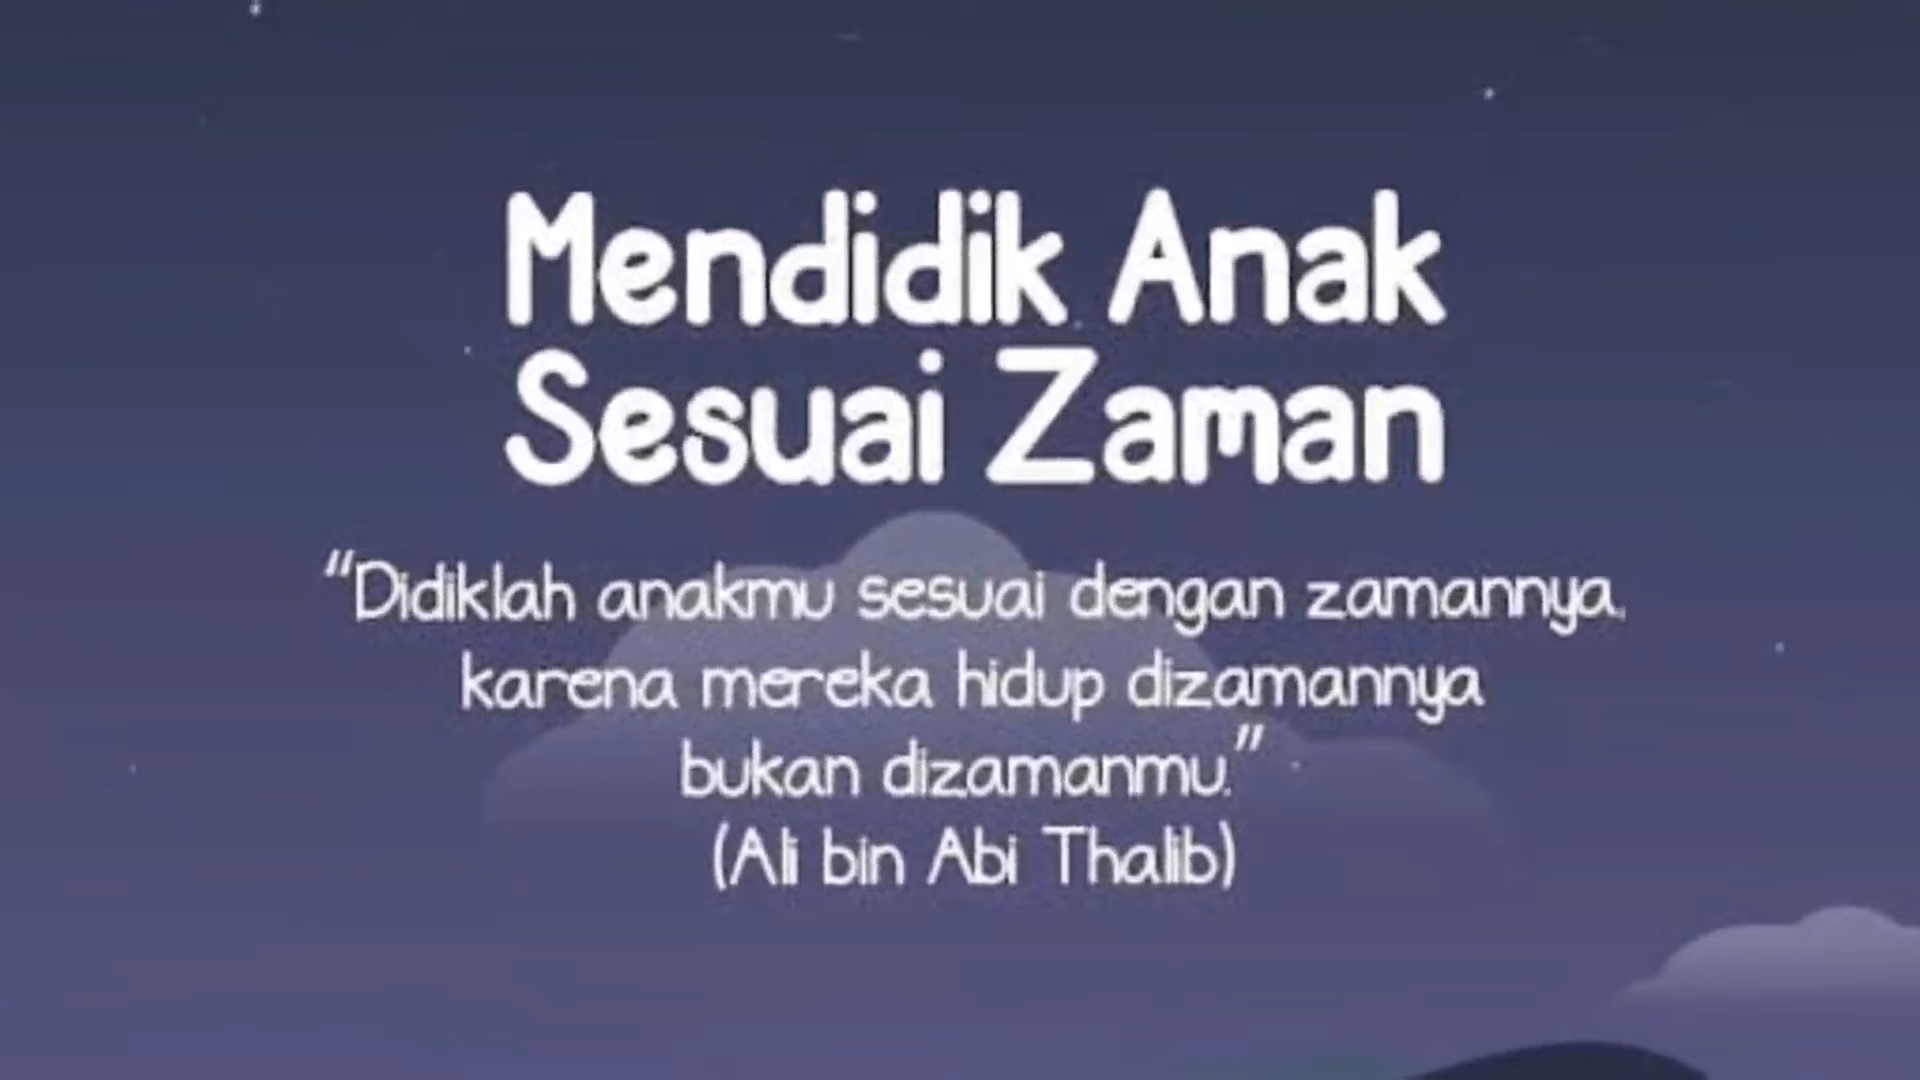 Mendidik Anak
Sesuai Zaman
"Didiklah anakmu sesuai dengan zamannya,
karena mereka hidup dizamannya
bukan dizamanmu."
(Ali bin Abi Thalib)